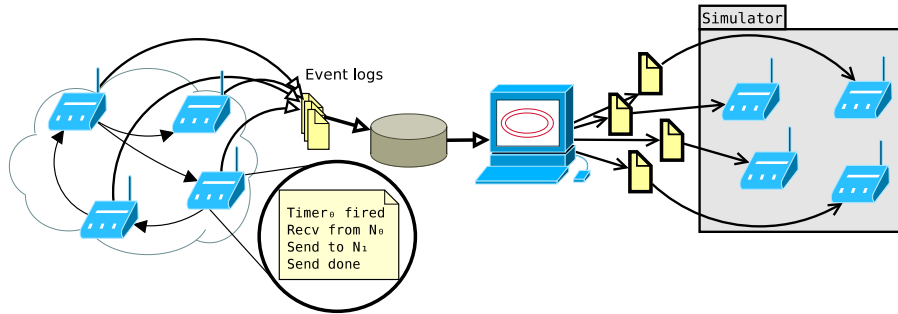 Simulator
Event logs
Timer₀ fired
Recv from N₀
Send to N₁
Send done